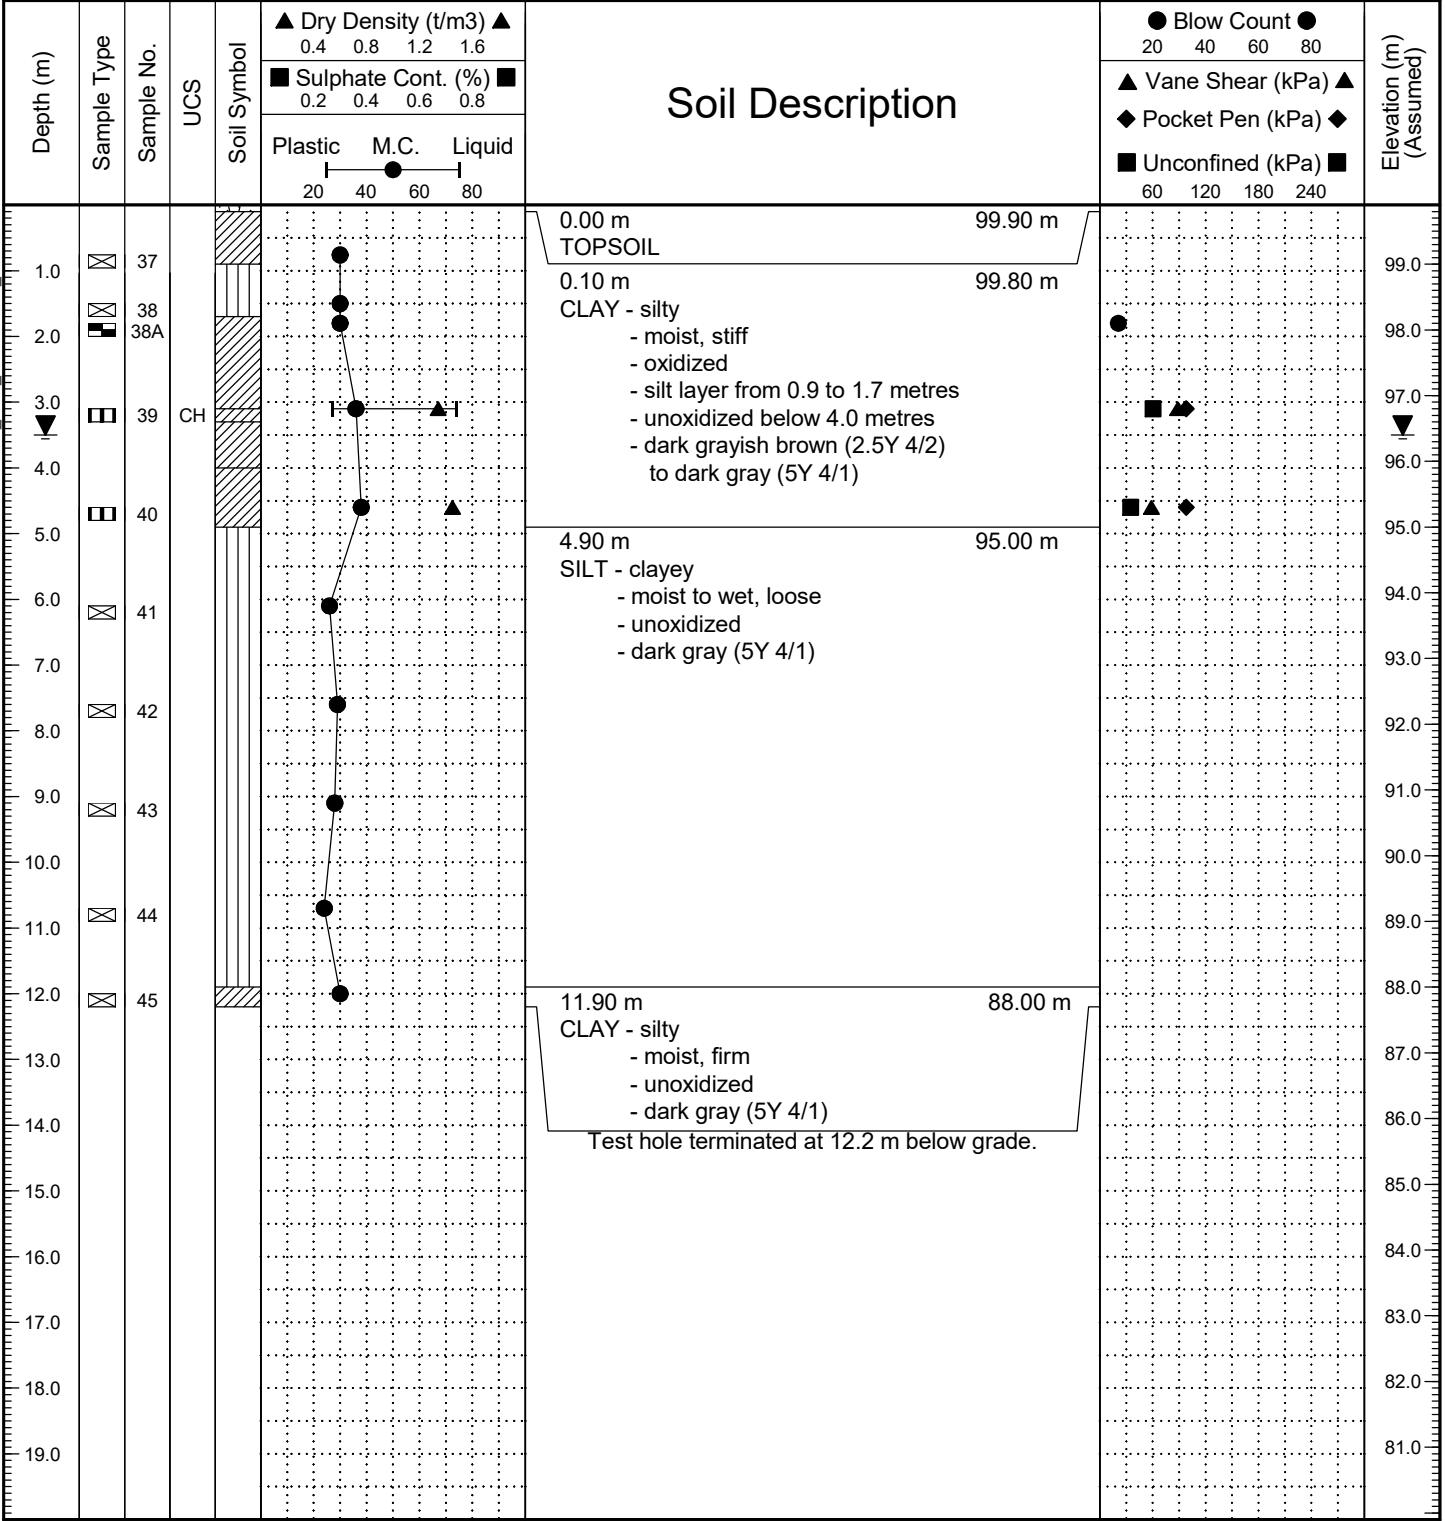 Depth (m)
Sample Type
Sample No.
UCS
Soil Symbol
▲ Dry Density (t/m3) ▲
0.4 0.8 1.2 1.6
■ Sulphate Cont. (%) ■
0.2 0.4 0.6 0.8
Plastic M.C. Liquid
20 40 60 80
Soil Description
● Blow Count ●
20 40 60 80
▲ Vane Shear (kPa) ▲
◆ Pocket Pen (kPa) ◆
■ Unconfined (kPa) ■
60 120 180 240
Elevation (m)
(Assumed)
0.00 m 99.90 m
TOPSOIL
37
1.0
99.0
0.10 m 99.80 m
CLAY - silty
- moist, stiff
- oxidized
- silt layer from 0.9 to 1.7 metres
- unoxidized below 4.0 metres
- dark grayish brown (2.5Y 4/2)
to dark gray (5Y 4/1)
38
38A
2.0
98.0
3.0
97.0
39 CH
4.0
96.0
40
5.0
95.0
4.90 m 95.00 m
SILT - clayey
- moist to wet, loose
- unoxidized
- dark gray (5Y 4/1)
6.0
94.0
41
7.0
93.0
42
8.0
92.0
9.0
91.0
43
10.0
90.0
44
11.0
89.0
12.0
88.0
45
11.90 m 88.00 m
CLAY - silty
- moist, firm
- unoxidized
- dark gray (5Y 4/1)
Test hole terminated at 12.2 m below grade.
13.0
87.0
14.0
86.0
15.0
85.0
16.0
84.0
17.0
83.0
18.0
82.0
19.0
81.0